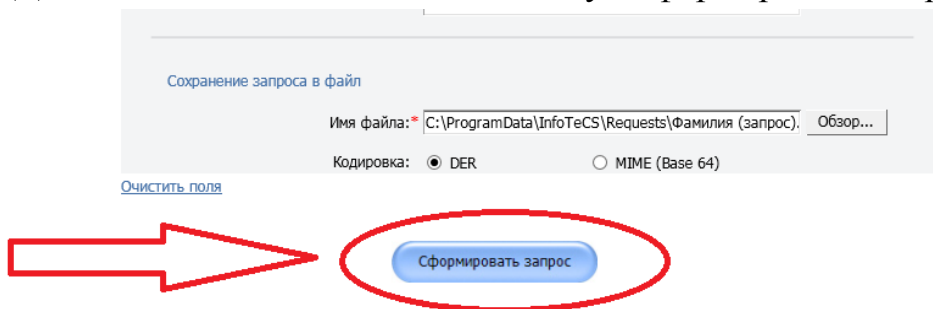 Сохранение запроса в файл
Имя файла:* C:\ProgramData\InfoTeCS\Requests\Фамилия (запрос). Обзор...
Кодировка: DER MIME (Base 64)
Очистить поля
Сформировать запрос